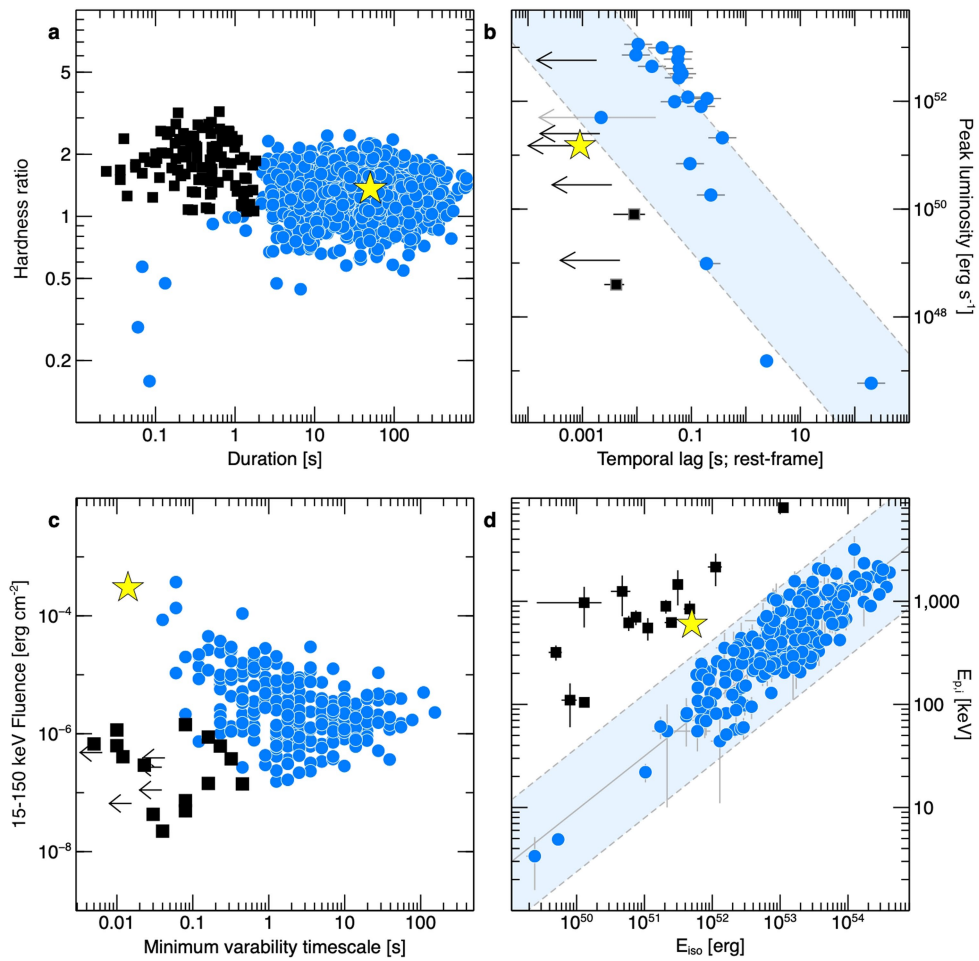 a
5
2
1
0.5
0.2
Hardness ratio
0.1
1
10
100
Duration [s]
b
10^52
10^50
10^48
Peak luminosity [erg s^-1]
0.001
0.1
10
Temporal lag [s; rest-frame]
c
10^−4
10^−6
10^−8
15-150 keV Fluence [erg cm^-2]
0.01
0.1
1
10
100
Minimum varability timescale [s]
d
1,000
100
10
E_p,i [keV]
10^50
10^51
10^52
10^53
10^54
E_iso [erg]